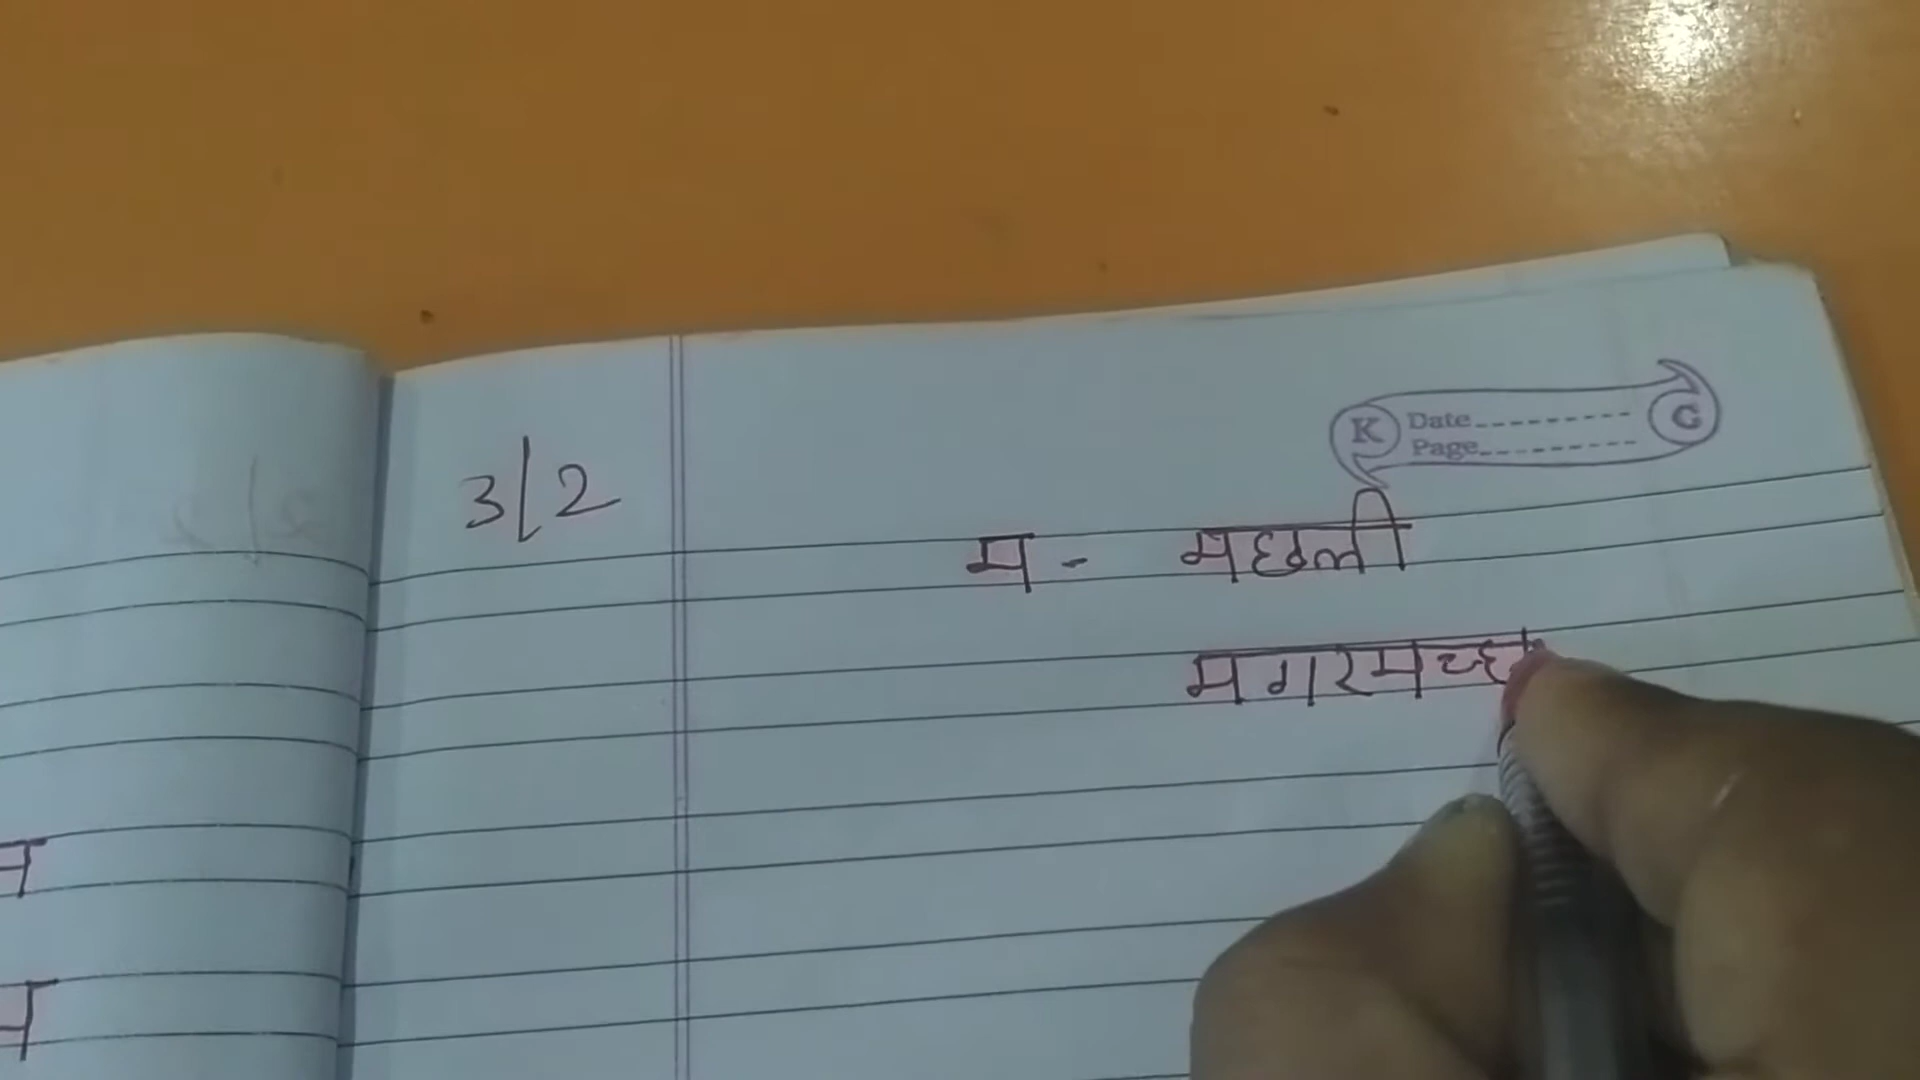 K Date---------- G
Page----------
3/2
म - मछली
मगरमच्छ
म
म